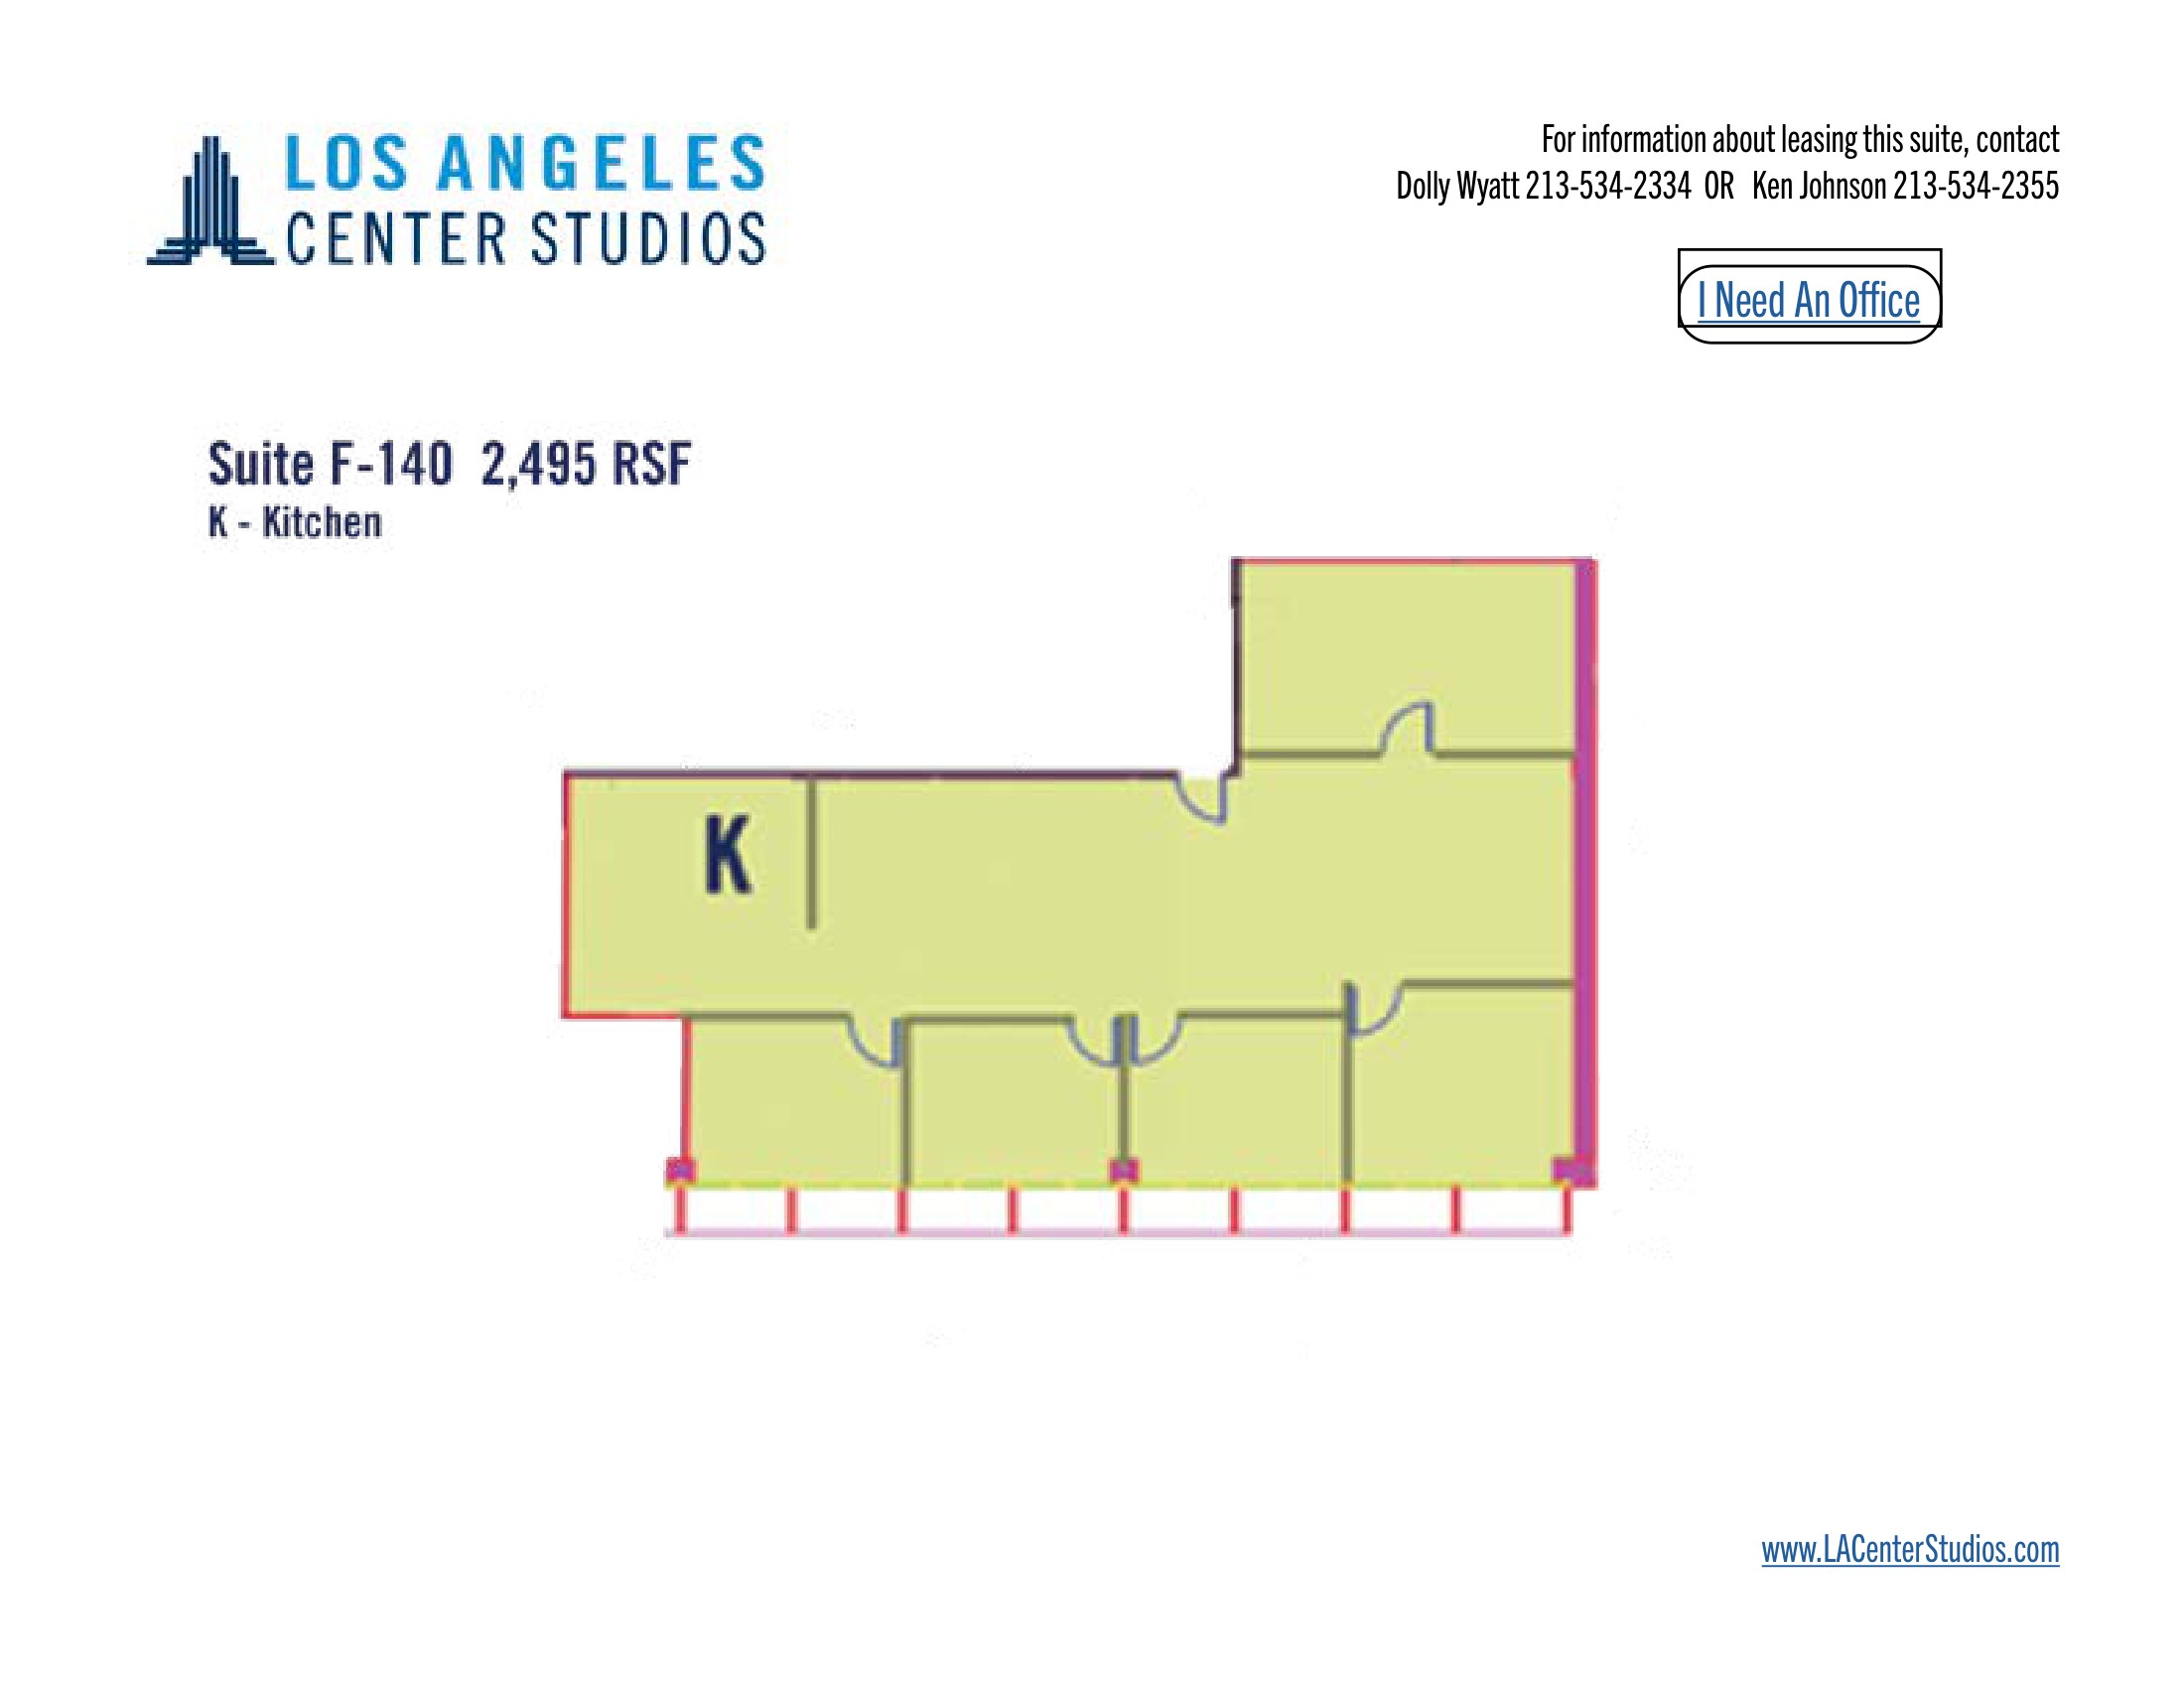 LOS ANGELES
CENTER STUDIOS
For information about leasing this suite, contact
Dolly Wyatt 213-534-2334 OR Ken Johnson 213-534-2355
I Need An Office
Suite F-140 2,495 RSF
K - Kitchen
K
www.LACenterStudios.com